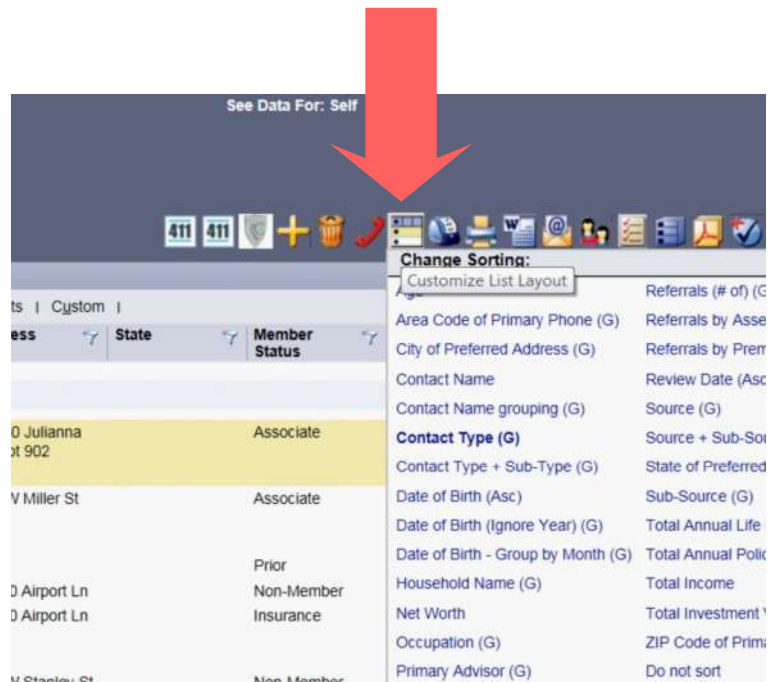 See Data For: Self
411 411
Change Sorting:
Customize List Layout
ts | Custom |
ess State Member Status
0 Julianna
ot 902
Associate
W Miller St Associate
Prior
0 Airport Ln Non-Member
0 Airport Ln Insurance
W Stanley St Non-Member
Area Code of Primary Phone (G)
City of Preferred Address (G)
Contact Name
Contact Name grouping (G)
Contact Type (G)
Contact Type + Sub-Type (G)
Date of Birth (Asc)
Date of Birth (Ignore Year) (G)
Date of Birth - Group by Month (G)
Household Name (G)
Net Worth
Occupation (G)
Primary Advisor (G)
Referrals (# of) (G
Referrals by Asse
Referrals by Prem
Review Date (Asc
Source (G)
Source + Sub-Sou
State of Preferred
Sub-Source (G)
Total Annual Life
Total Annual Polic
Total Income
Total Investment V
ZIP Code of Prima
Do not sort